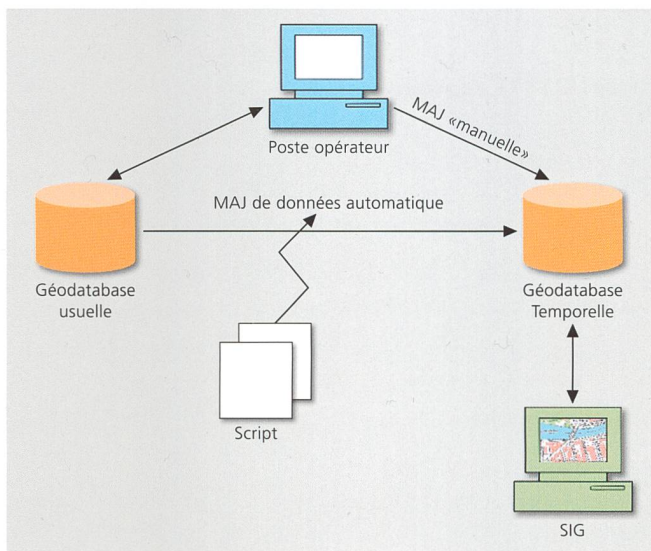 Poste opérateur
MAJ «manuelle»
MAJ de données automatique
Géodatabase
usuelle
Géodatabase
Temporelle
Script
SIG